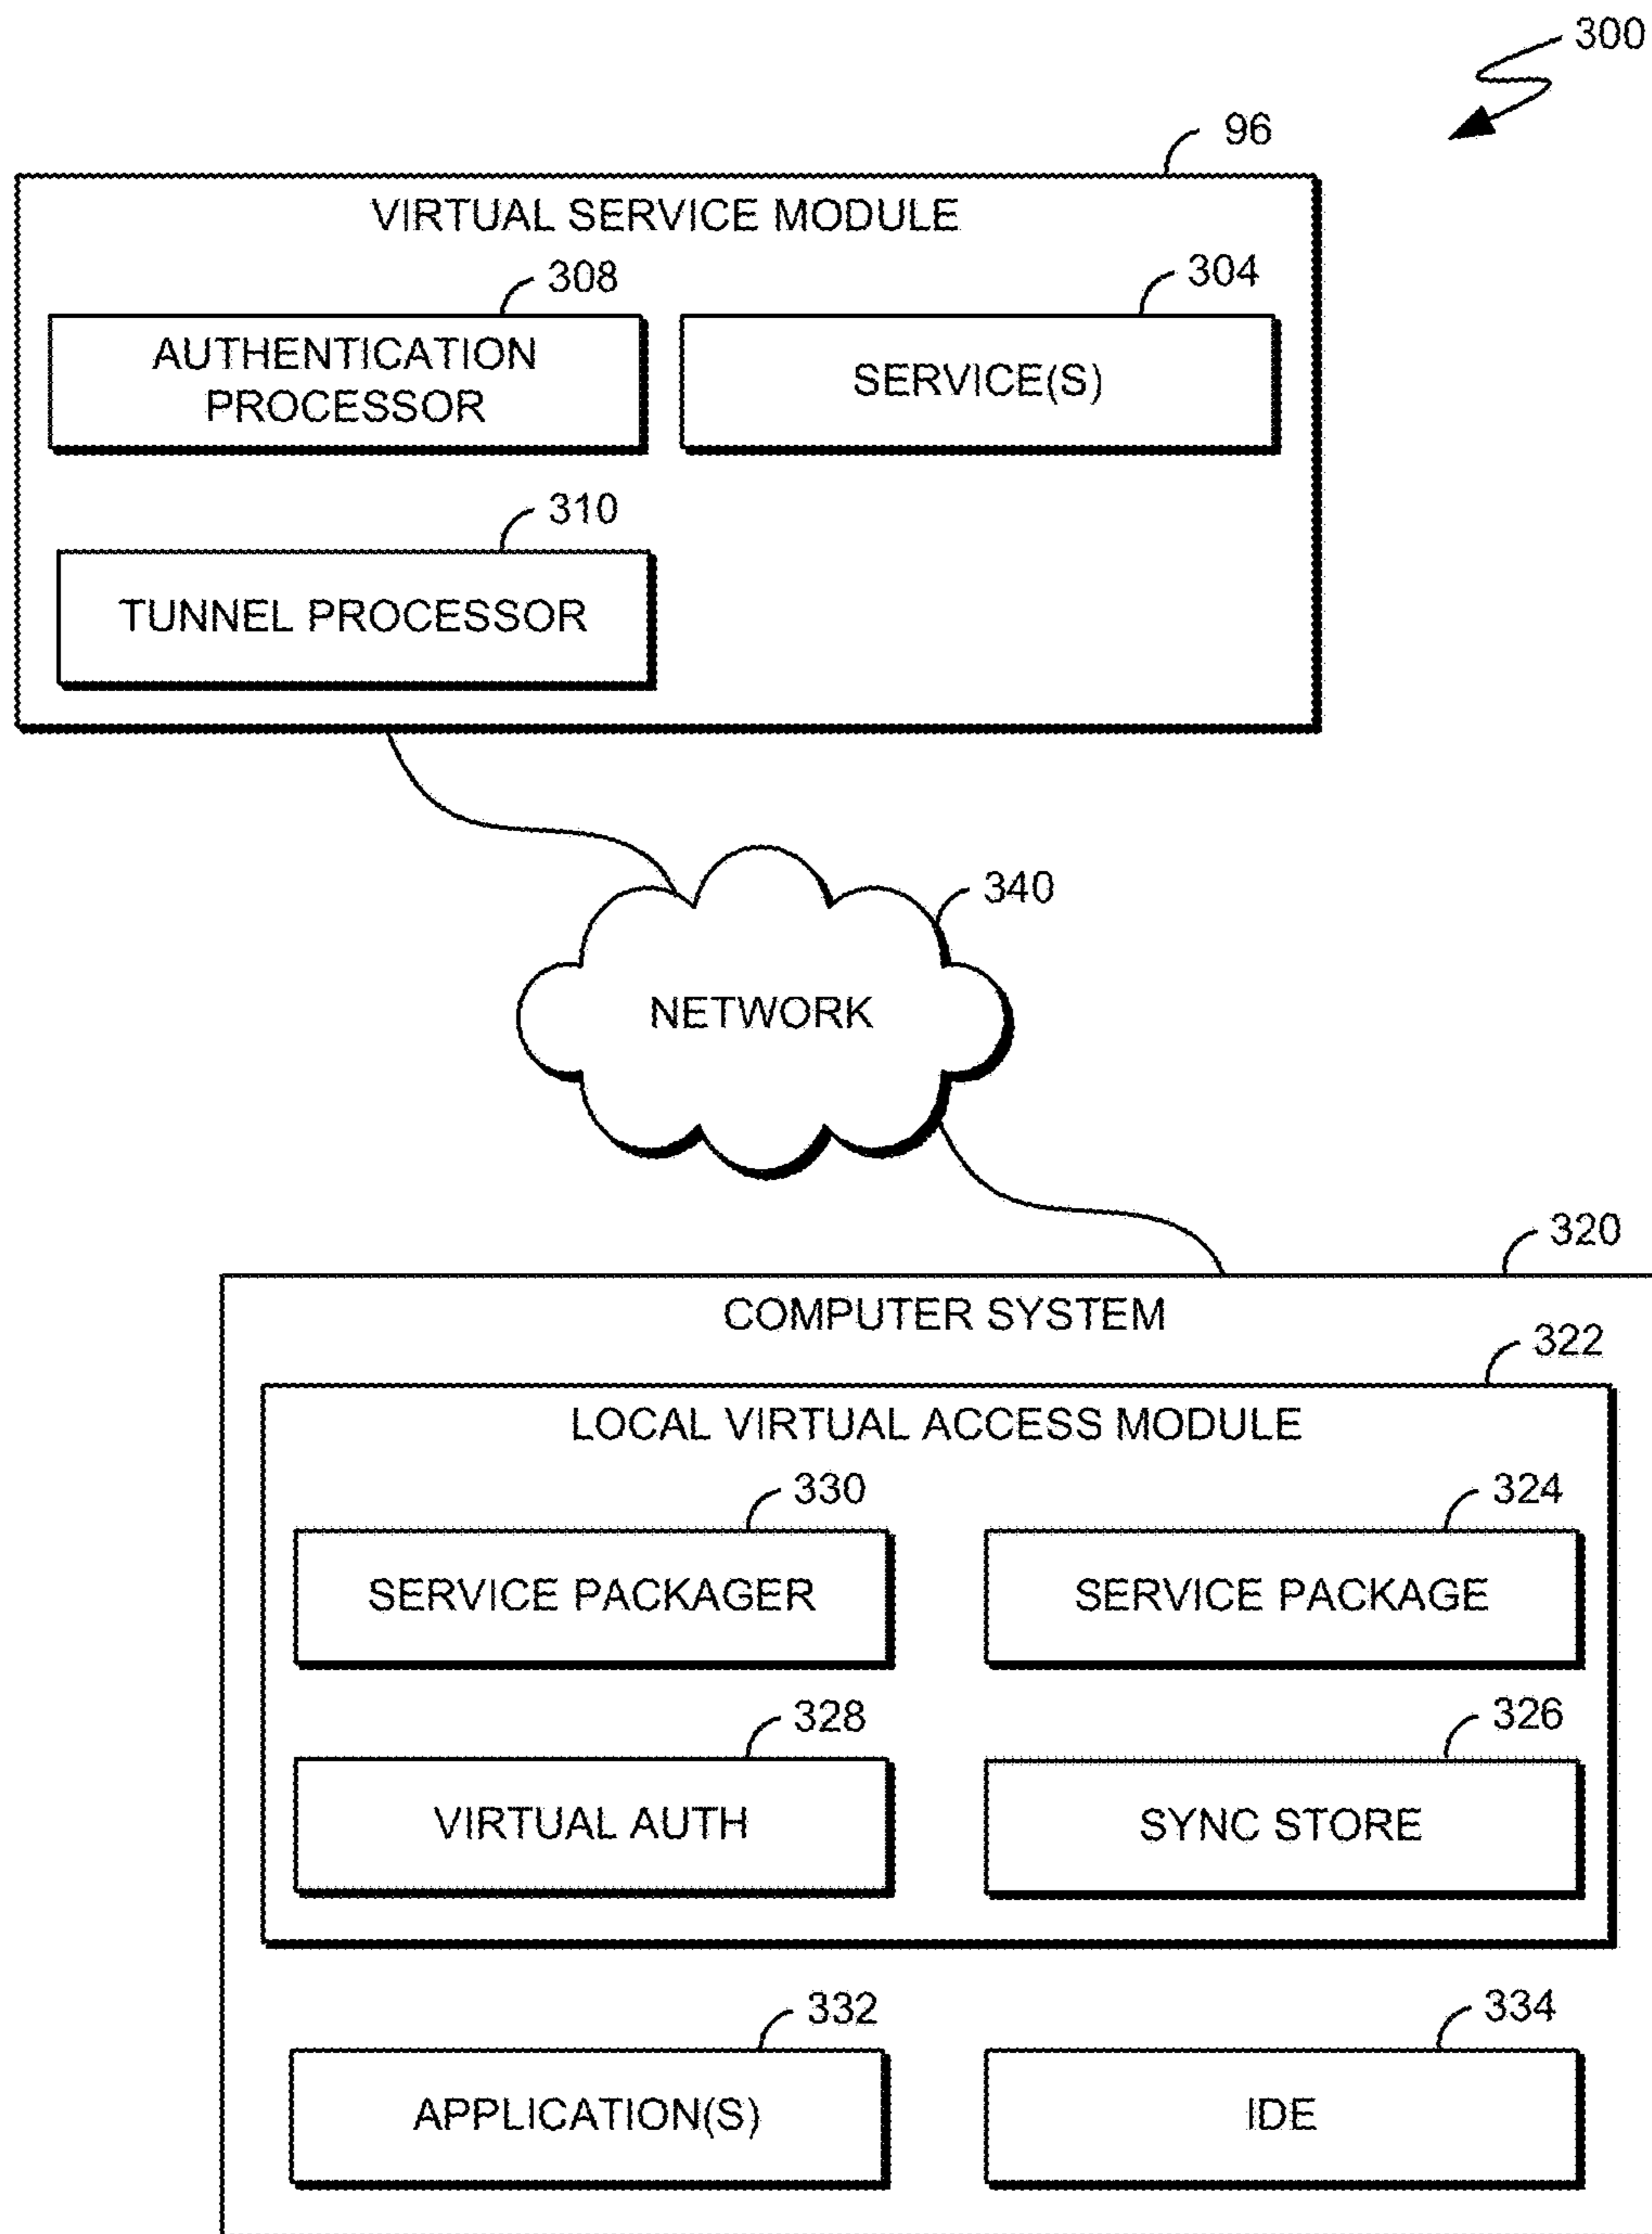 300
96
VIRTUAL SERVICE MODULE
308
304
AUTHENTICATION
PROCESSOR
SERVICE(S)
310
TUNNEL PROCESSOR
340
NETWORK
320
COMPUTER SYSTEM
322
LOCAL VIRTUAL ACCESS MODULE
330
324
SERVICE PACKAGER
SERVICE PACKAGE
328
326
VIRTUAL AUTH
SYNC STORE
332
334
APPLICATION(S)
IDE